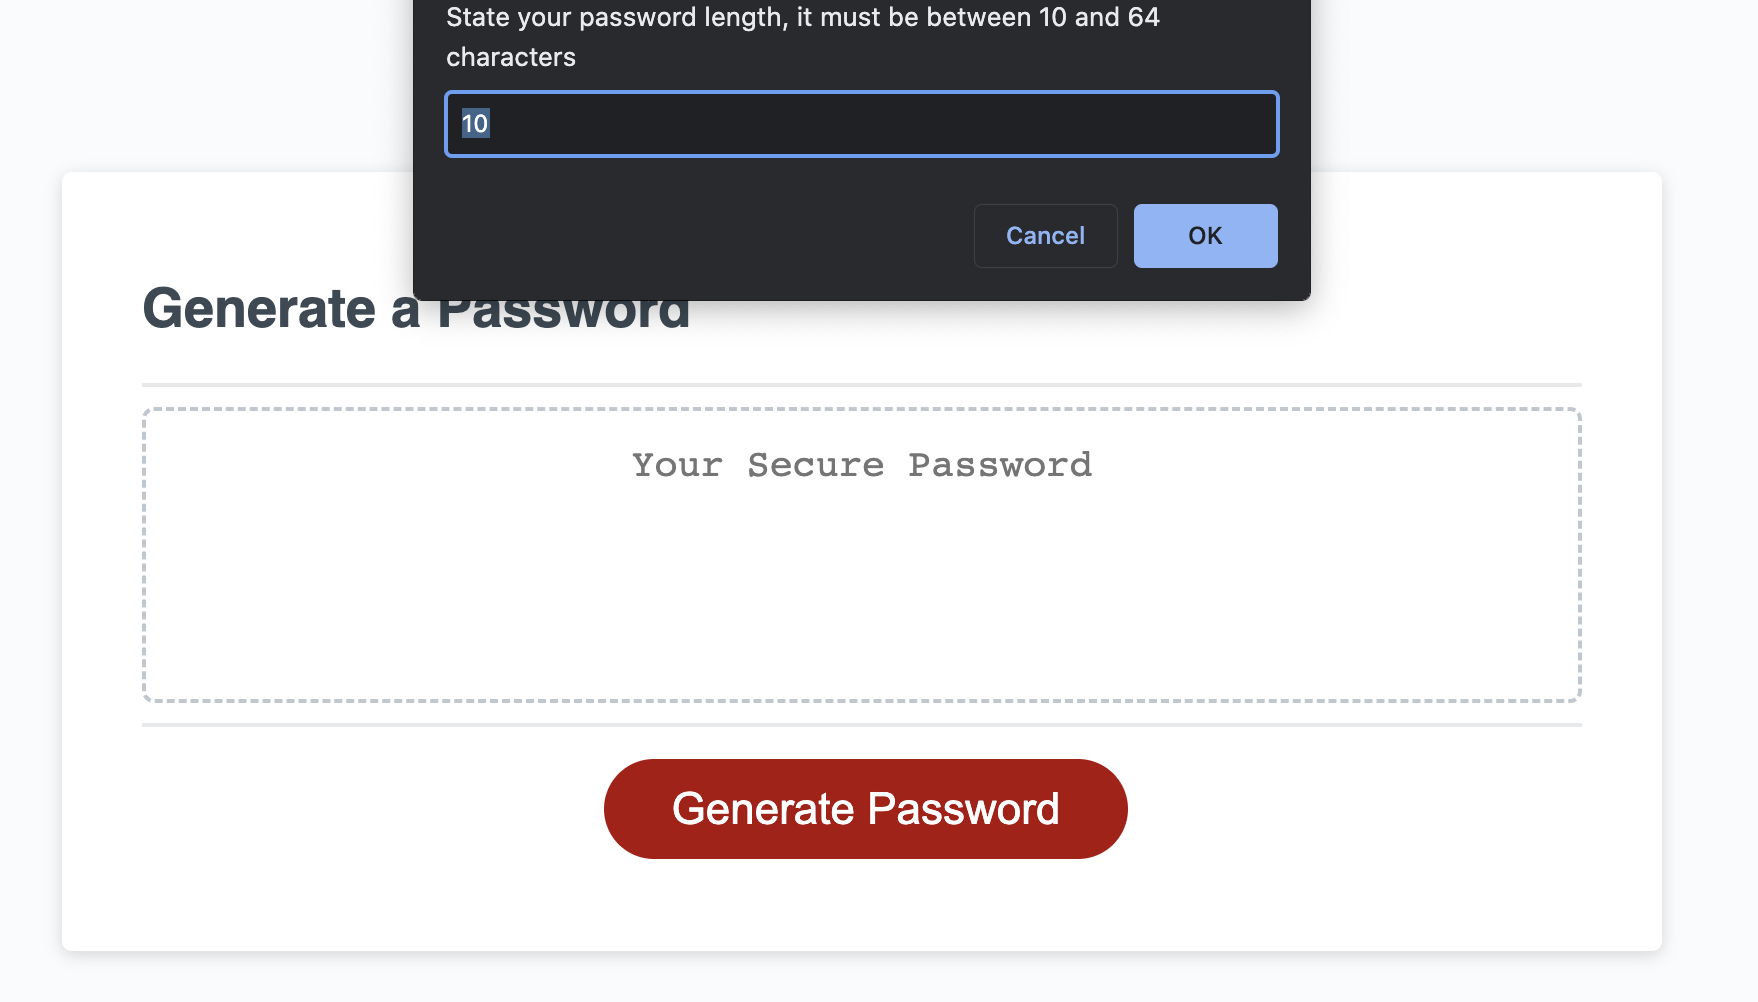 State your password length, it must be between 10 and 64
characters
10
Cancel
OK
Generate a Password
Your Secure Password
Generate Password